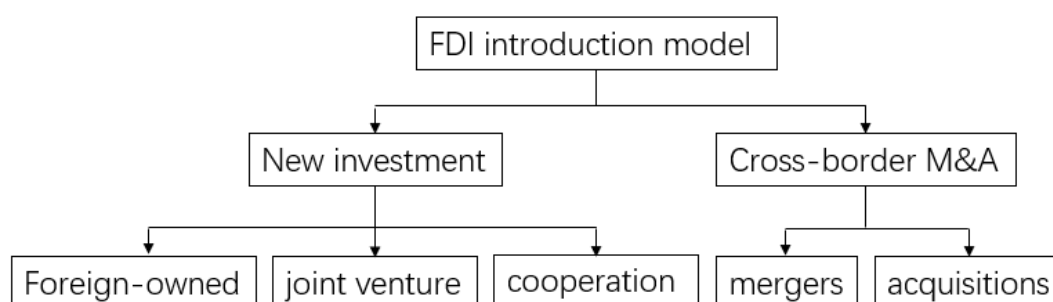 FDI introduction model
New investment
Cross-border M&A
Foreign-owned
joint venture
cooperation
mergers
acquisitions